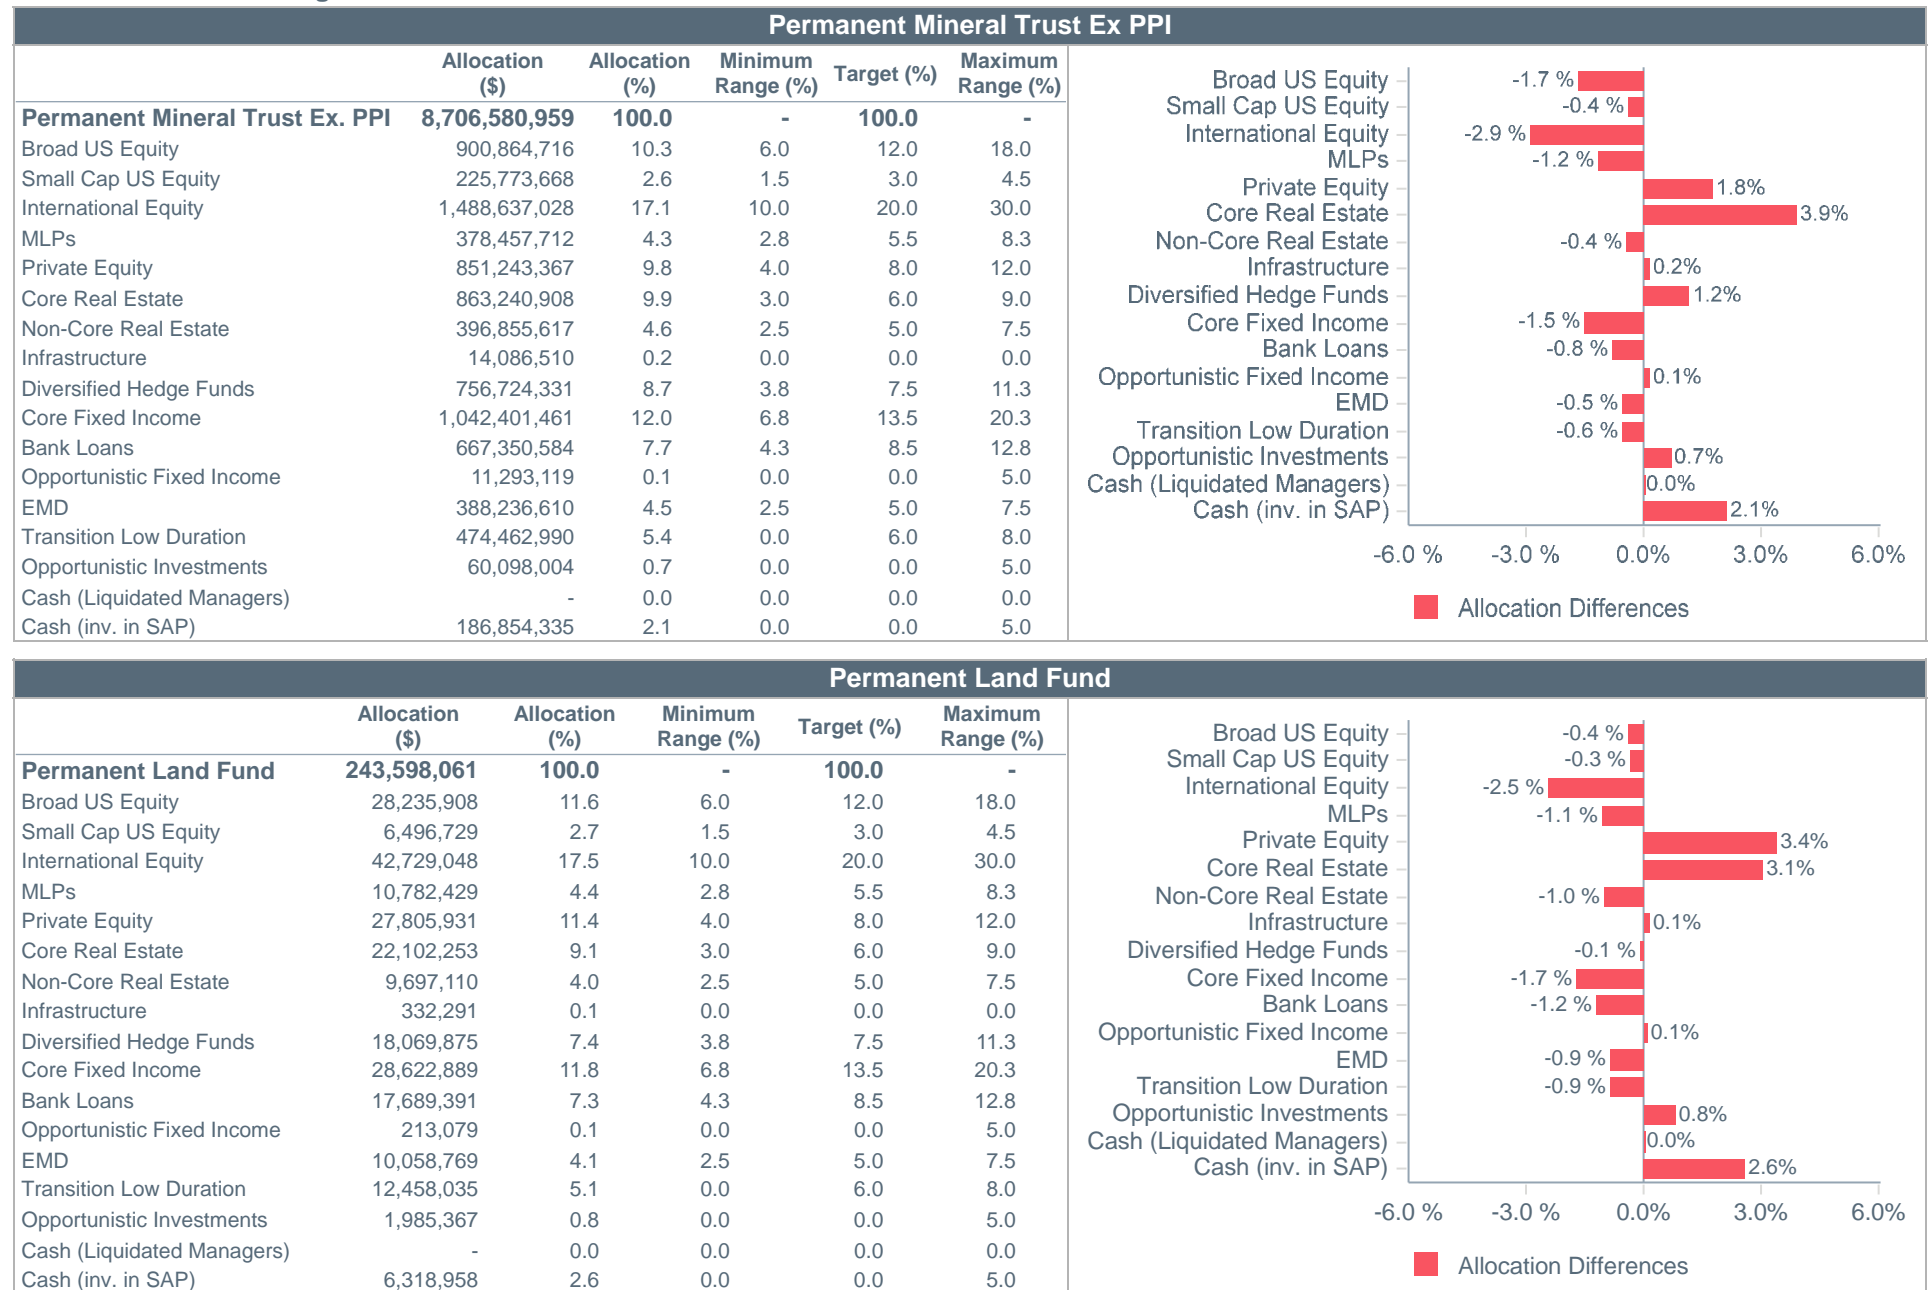 Permanent Mineral Trust Ex PPI
Allocation ($) Allocation (%) Minimum Range (%) Target (%) Maximum Range (%)
Permanent Mineral Trust Ex. PPI 8,706,580,959 100.0 - 100.0 -
Broad US Equity 900,864,716 10.3 6.0 12.0 18.0
Small Cap US Equity 225,773,668 2.6 1.5 3.0 4.5
International Equity 1,488,637,028 17.1 10.0 20.0 30.0
MLPs 378,457,712 4.3 2.8 5.5 8.3
Private Equity 851,243,367 9.8 4.0 8.0 12.0
Core Real Estate 863,240,908 9.9 3.0 6.0 9.0
Non-Core Real Estate 396,855,617 4.6 2.5 5.0 7.5
Infrastructure 14,086,510 0.2 0.0 0.0 0.0
Diversified Hedge Funds 756,724,331 8.7 3.8 7.5 11.3
Core Fixed Income 1,042,401,461 12.0 6.8 13.5 20.3
Bank Loans 667,350,584 7.7 4.3 8.5 12.8
Opportunistic Fixed Income 11,293,119 0.1 0.0 0.0 5.0
EMD 388,236,610 4.5 2.5 5.0 7.5
Transition Low Duration 474,462,990 5.4 0.0 6.0 8.0
Opportunistic Investments 60,098,004 0.7 0.0 0.0 5.0
Cash (Liquidated Managers) - 0.0 0.0 0.0 0.0
Cash (inv. in SAP) 186,854,335 2.1 0.0 0.0 5.0
Broad US Equity -1.7 %
Small Cap US Equity -0.4 %
International Equity -2.9 %
MLPs -1.2 %
Private Equity 1.8%
Core Real Estate 3.9%
Non-Core Real Estate -0.4 %
Infrastructure 0.2%
Diversified Hedge Funds 1.2%
Core Fixed Income -1.5 %
Bank Loans -0.8 %
Opportunistic Fixed Income 0.1%
EMD -0.5 %
Transition Low Duration -0.6 %
Opportunistic Investments 0.7%
Cash (Liquidated Managers) 0.0%
Cash (inv. in SAP) 2.1%
-6.0 % -3.0 % 0.0% 3.0% 6.0%
Allocation Differences
Permanent Land Fund
Allocation ($) Allocation (%) Minimum Range (%) Target (%) Maximum Range (%)
Permanent Land Fund 243,598,061 100.0 - 100.0 -
Broad US Equity 28,235,908 11.6 6.0 12.0 18.0
Small Cap US Equity 6,496,729 2.7 1.5 3.0 4.5
International Equity 42,729,048 17.5 10.0 20.0 30.0
MLPs 10,782,429 4.4 2.8 5.5 8.3
Private Equity 27,805,931 11.4 4.0 8.0 12.0
Core Real Estate 22,102,253 9.1 3.0 6.0 9.0
Non-Core Real Estate 9,697,110 4.0 2.5 5.0 7.5
Infrastructure 332,291 0.1 0.0 0.0 0.0
Diversified Hedge Funds 18,069,875 7.4 3.8 7.5 11.3
Core Fixed Income 28,622,889 11.8 6.8 13.5 20.3
Bank Loans 17,689,391 7.3 4.3 8.5 12.8
Opportunistic Fixed Income 213,079 0.1 0.0 0.0 5.0
EMD 10,058,769 4.1 2.5 5.0 7.5
Transition Low Duration 12,458,035 5.1 0.0 6.0 8.0
Opportunistic Investments 1,985,367 0.8 0.0 0.0 5.0
Cash (Liquidated Managers) - 0.0 0.0 0.0 0.0
Cash (inv. in SAP) 6,318,958 2.6 0.0 0.0 5.0
Broad US Equity -0.4 %
Small Cap US Equity -0.3 %
International Equity -2.5 %
MLPs -1.1 %
Private Equity 3.4%
Core Real Estate 3.1%
Non-Core Real Estate -1.0 %
Infrastructure 0.1%
Diversified Hedge Funds -0.1 %
Core Fixed Income -1.7 %
Bank Loans -1.2 %
Opportunistic Fixed Income 0.1%
EMD -0.9 %
Transition Low Duration -0.9 %
Opportunistic Investments 0.8%
Cash (Liquidated Managers) 0.0%
Cash (inv. in SAP) 2.6%
-6.0 % -3.0 % 0.0% 3.0% 6.0%
Allocation Differences